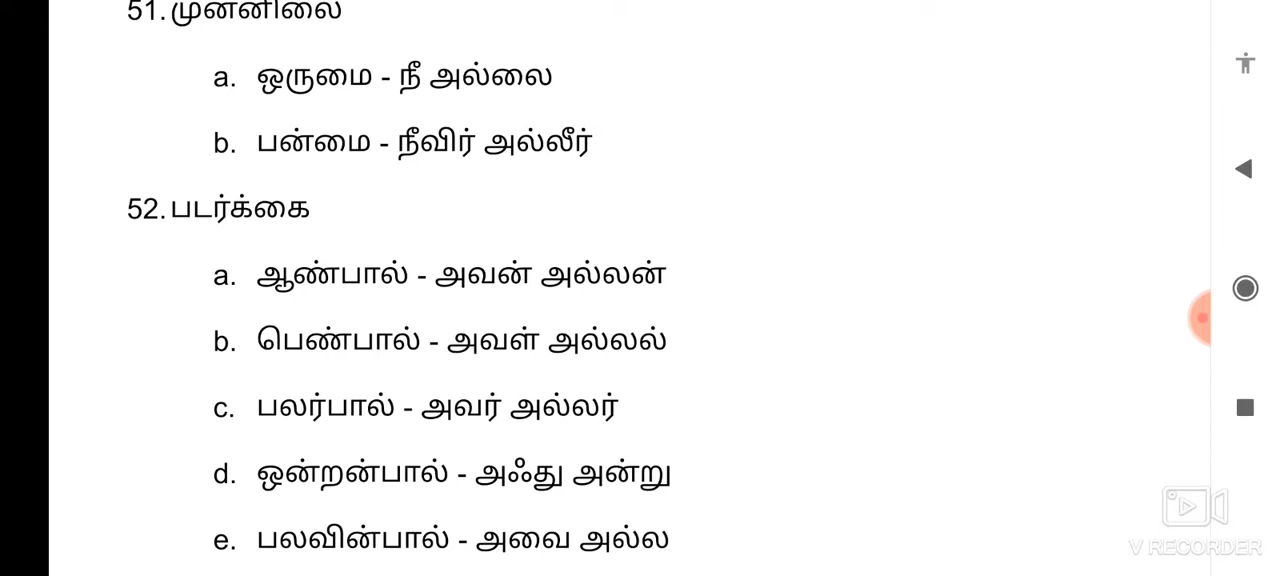 51. முன்னிலை
a. ஒருமை - நீ அல்லை
b. பன்மை - நீவிர் அல்லீர்
52. படர்க்கை
a. ஆண்பால் - அவன் அல்லன்
b. பெண்பால் - அவள் அல்லல்
c. பலர்பால் - அவர் அல்லர்
d. ஒன்றன்பால் - அஃது அன்று
e. பலவின்பால் - அவை அல்ல
V RECORDER